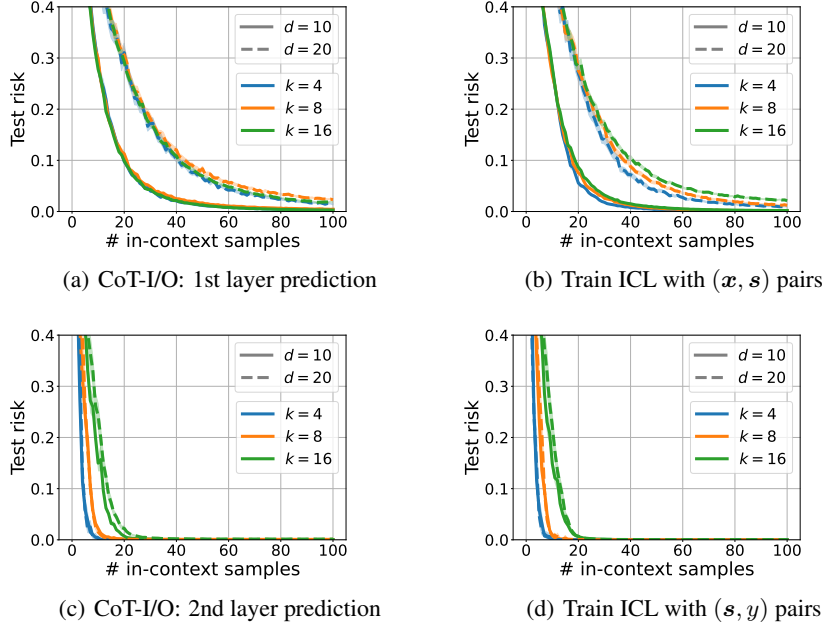 0.4
0.3
0.2
0.1
0.0
Test risk
d = 10
d = 20
k = 4
k = 8
k = 16
0 20 40 60 80 100
# in-context samples
(a) CoT-I/O: 1st layer prediction
0.4
0.3
0.2
0.1
0.0
Test risk
d = 10
d = 20
k = 4
k = 8
k = 16
0 20 40 60 80 100
# in-context samples
(b) Train ICL with (x, s) pairs
0.4
0.3
0.2
0.1
0.0
Test risk
d = 10
d = 20
k = 4
k = 8
k = 16
0 20 40 60 80 100
# in-context samples
(c) CoT-I/O: 2nd layer prediction
0.4
0.3
0.2
0.1
0.0
Test risk
d = 10
d = 20
k = 4
k = 8
k = 16
0 20 40 60 80 100
# in-context samples
(d) Train ICL with (s, y) pairs